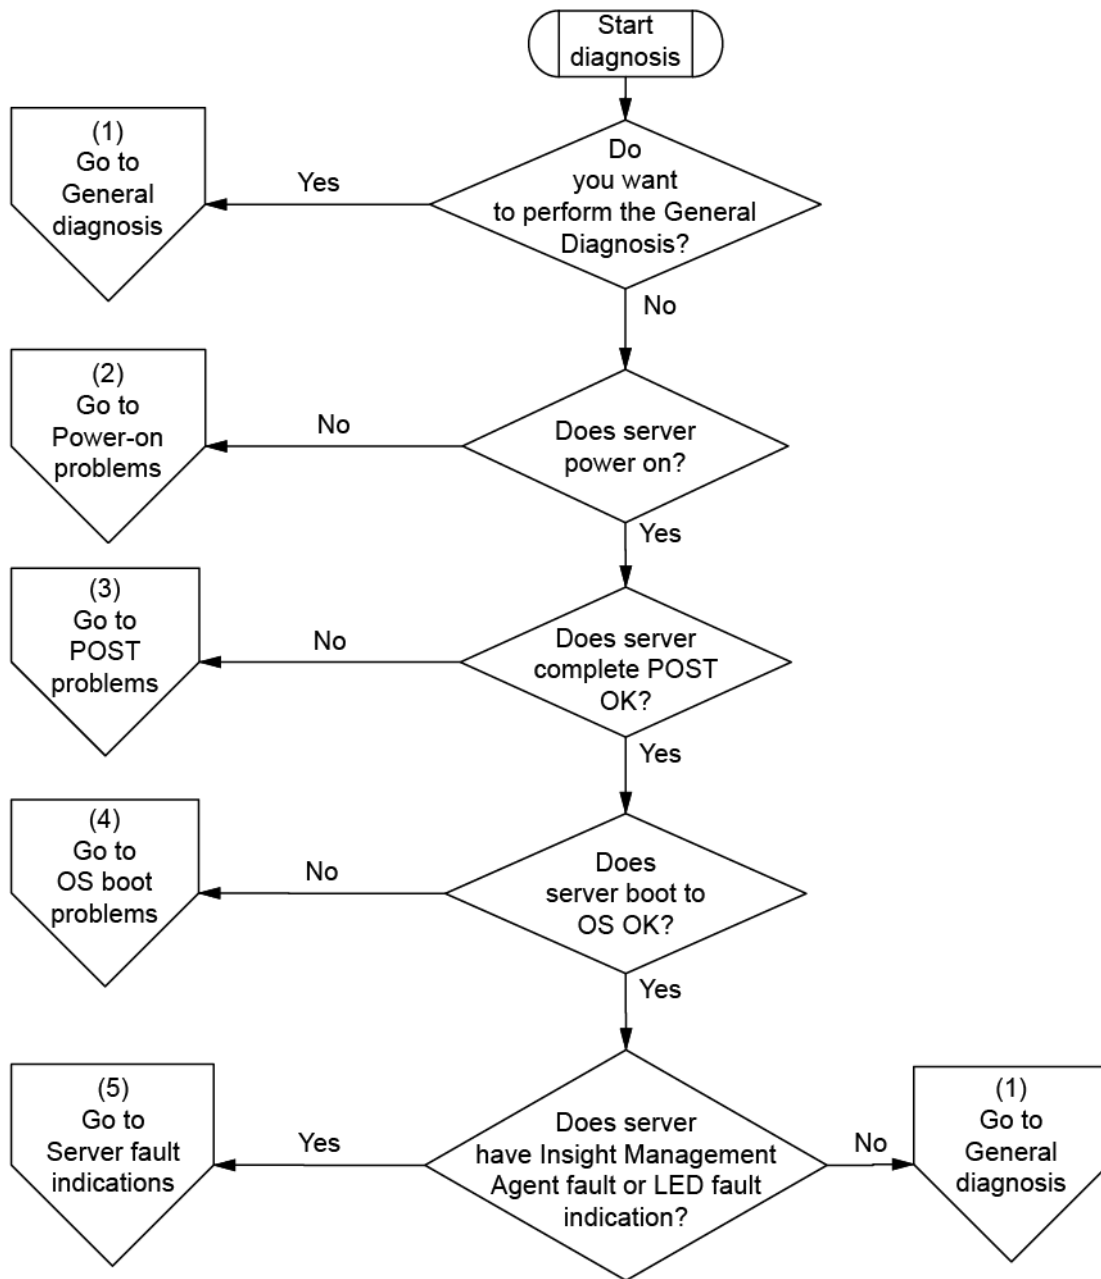 Start
diagnosis
Do
you want
to perform the General
Diagnosis?
Yes
(1)
Go to
General
diagnosis
No
Does server
power on?
No
(2)
Go to
Power-on
problems
Yes
Does server
complete POST
OK?
No
(3)
Go to
POST
problems
Yes
Does
server boot to
OS OK?
No
(4)
Go to
OS boot
problems
Yes
Does server
have Insight Management
Agent fault or LED fault
indication?
Yes
(5)
Go to
Server fault
indications
No
(1)
Go to
General
diagnosis